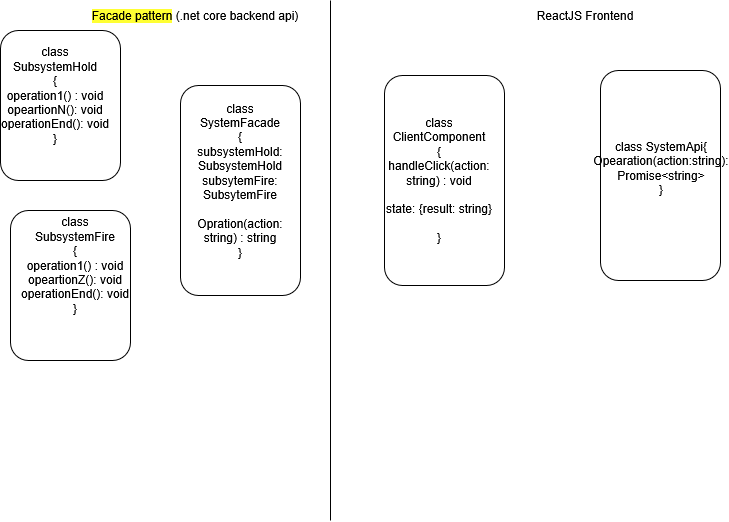 Facade pattern (.net core backend api)
class
SubsystemHold
{
operation1() : void
opeartionN(): void
operationEnd(): void
}
class
SubsystemFire
{
operation1() : void
opeartionZ(): void
operationEnd(): void
}
class
SystemFacade
{
subsystemHold:
SubsystemHold
subsytemFire:
SubsytemFire
Opration(action:
string) : string
}
ReactJS Frontend
class
ClientComponent
{
handleClick(action:
string) : void
state: {result: string}
}
class SystemApi{
Opearation(action:string):
Promise<string>
}